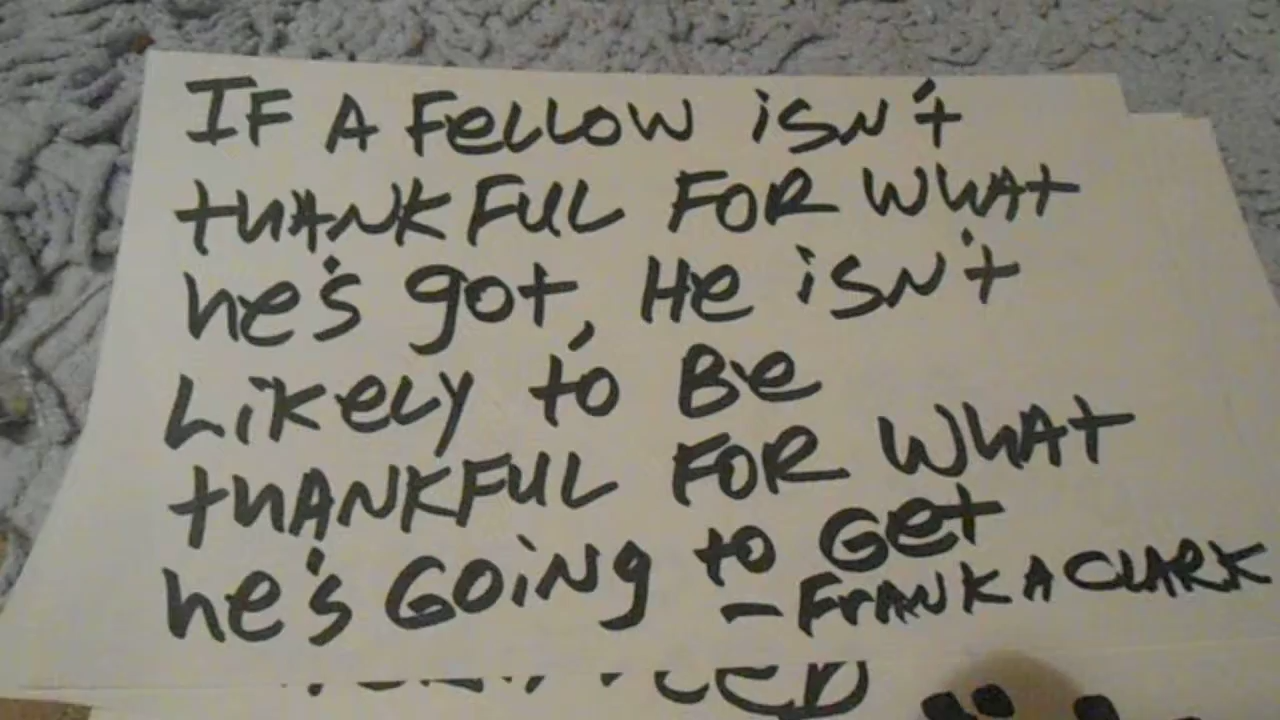 IF A FeLLOW isn't
tHANKFUL FOR WHAt
he's got, He isn't
LiKeLy to Be
tHANKFUL FOR WHAt
he's GOiNg to Get
- FrANK A CLARK